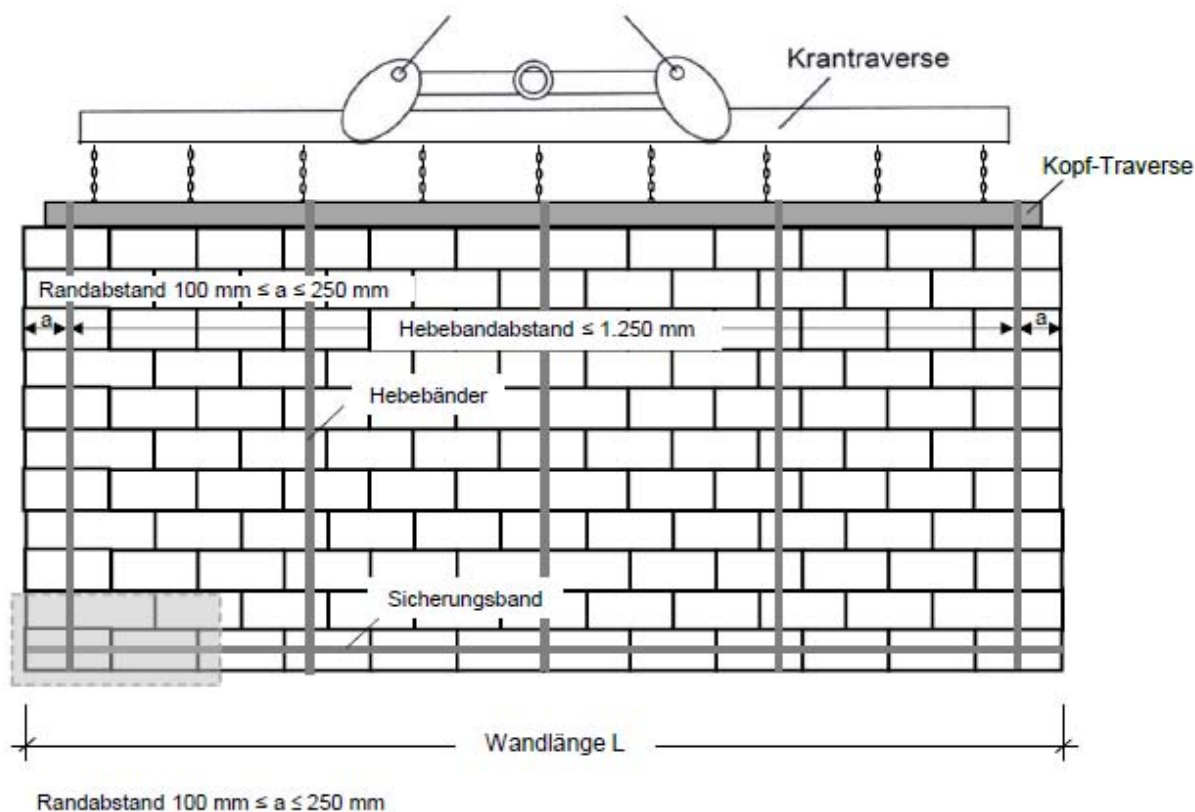 Krantraverse
Kopf-Traverse
Randabstand 100 mm ≤ a ≤ 250 mm
a
Hebebandabstand ≤ 1.250 mm
a
Hebebänder
Sicherungsband
Wandlänge L
Randabstand 100 mm ≤ a ≤ 250 mm